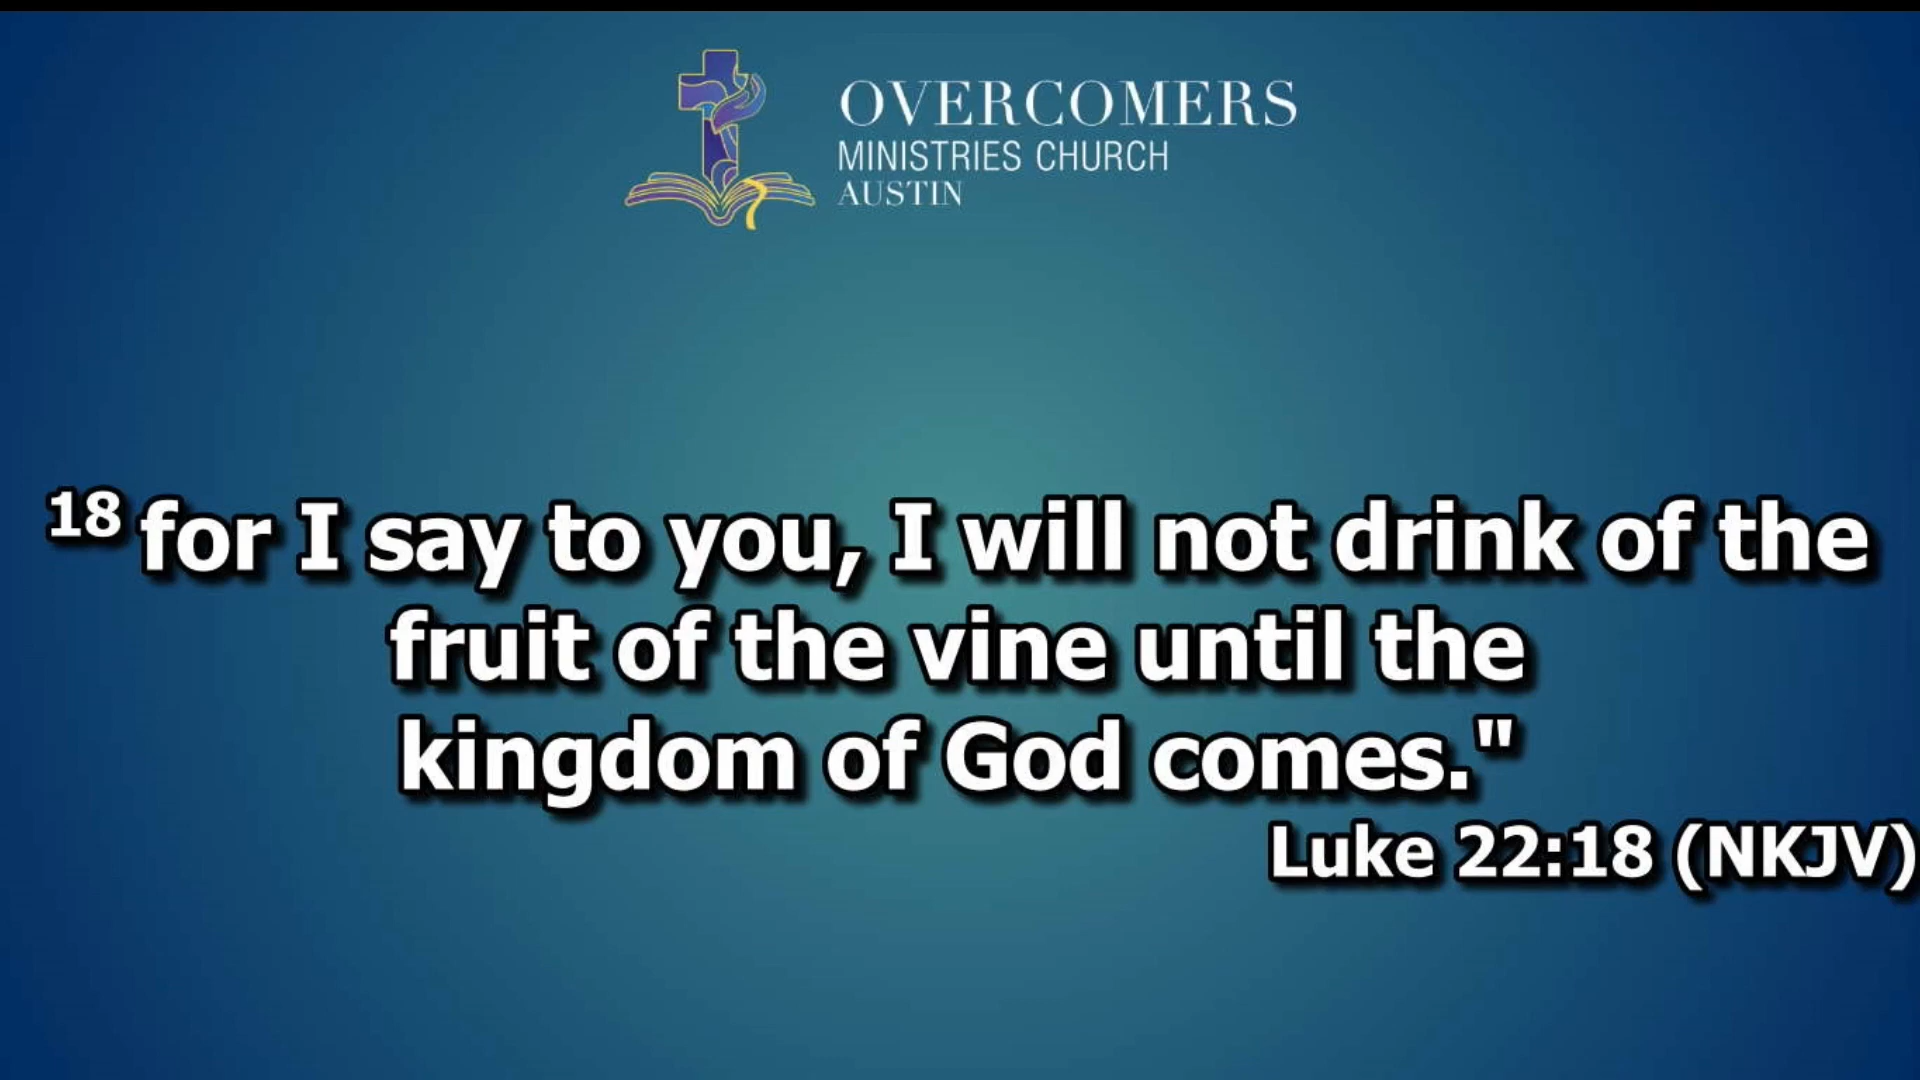 OVERCOMERS
MINISTRIES CHURCH
AUSTIN
18 for I say to you, I will not drink of the
fruit of the vine until the
kingdom of God comes."
Luke 22:18 (NKJV)